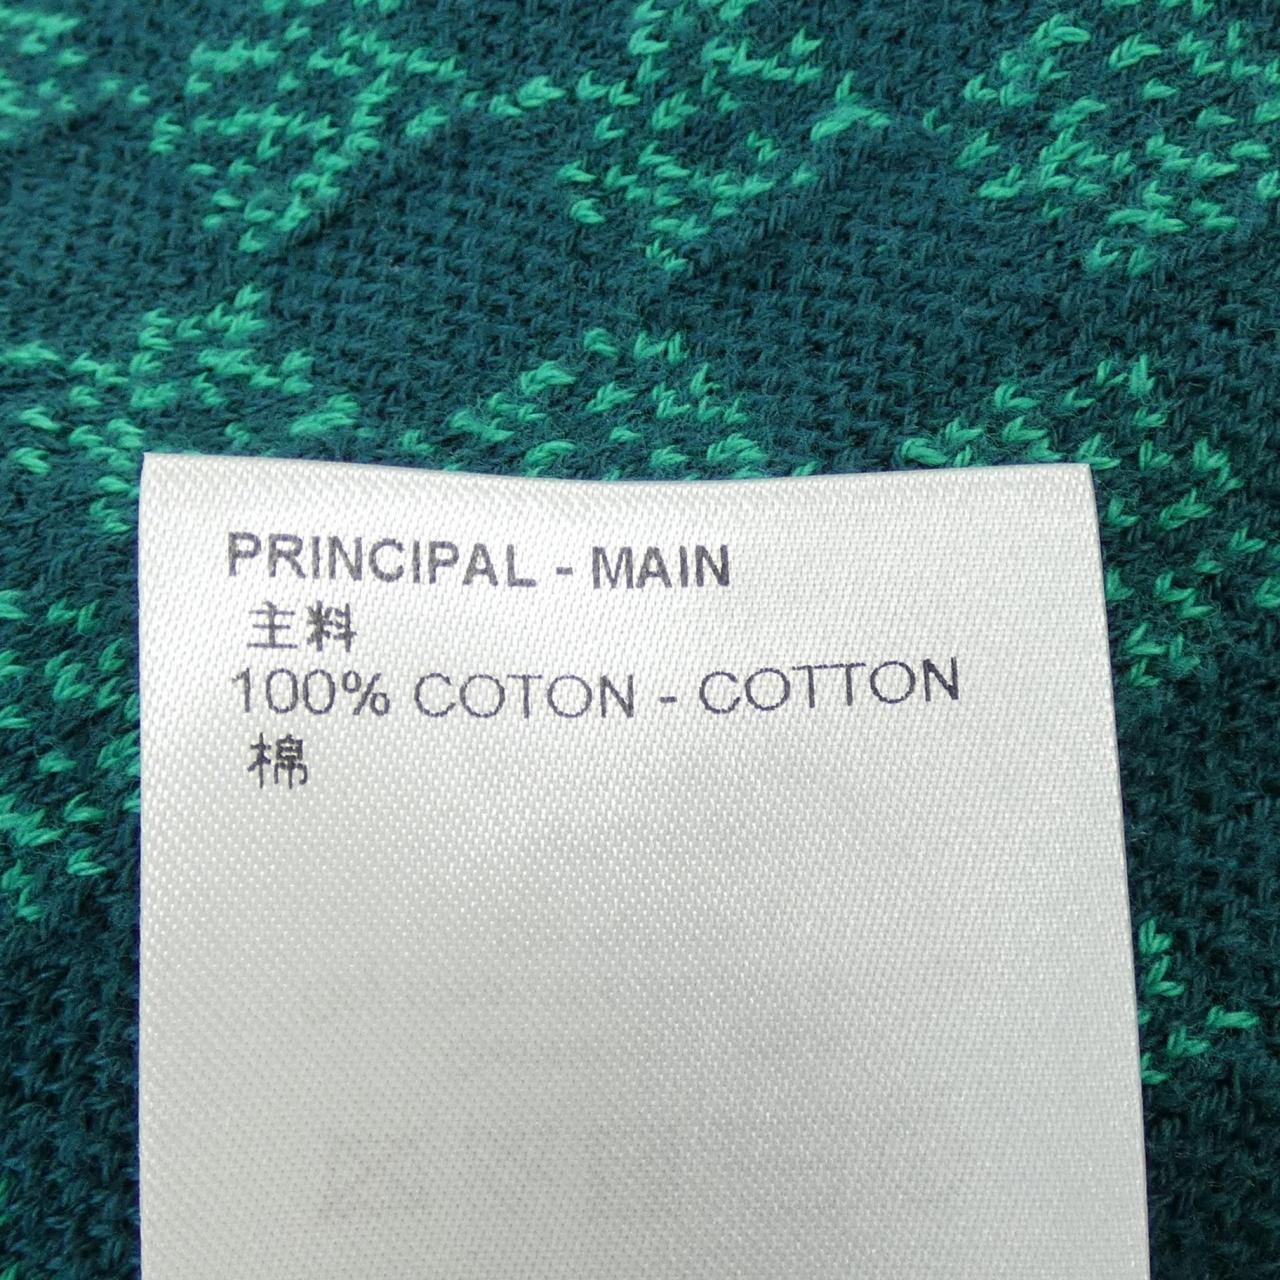 PRINCIPAL - MAIN
主料
100% COTON - COTTON
棉